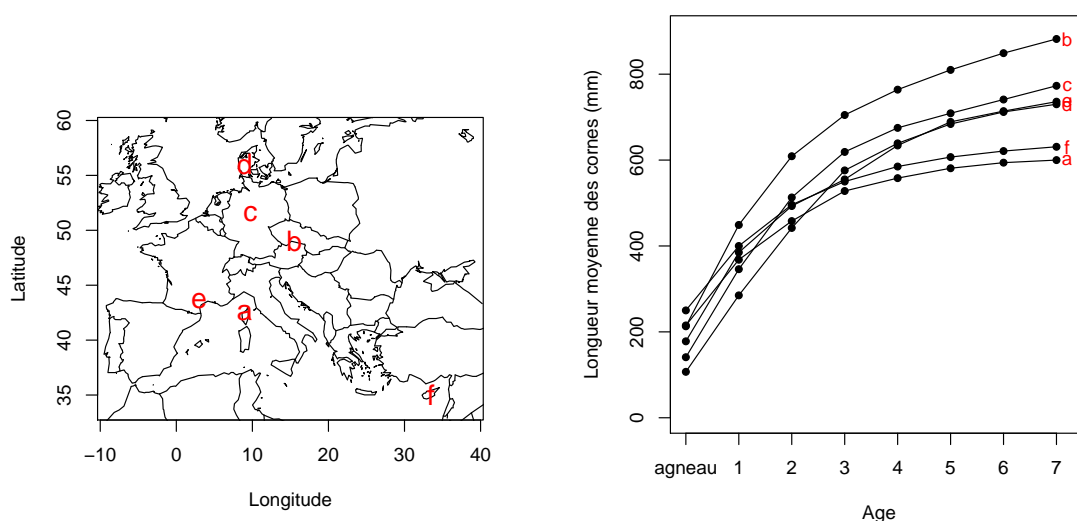 60
55
50
45
40
35
Latitude
−10 0 10 20 30 40
Longitude
d
c
b
e
a
f
800
600
400
200
0
Longueur moyenne des cornes (mm)
agneau 1 2 3 4 5 6 7
Age
b
c
e
d
f
a